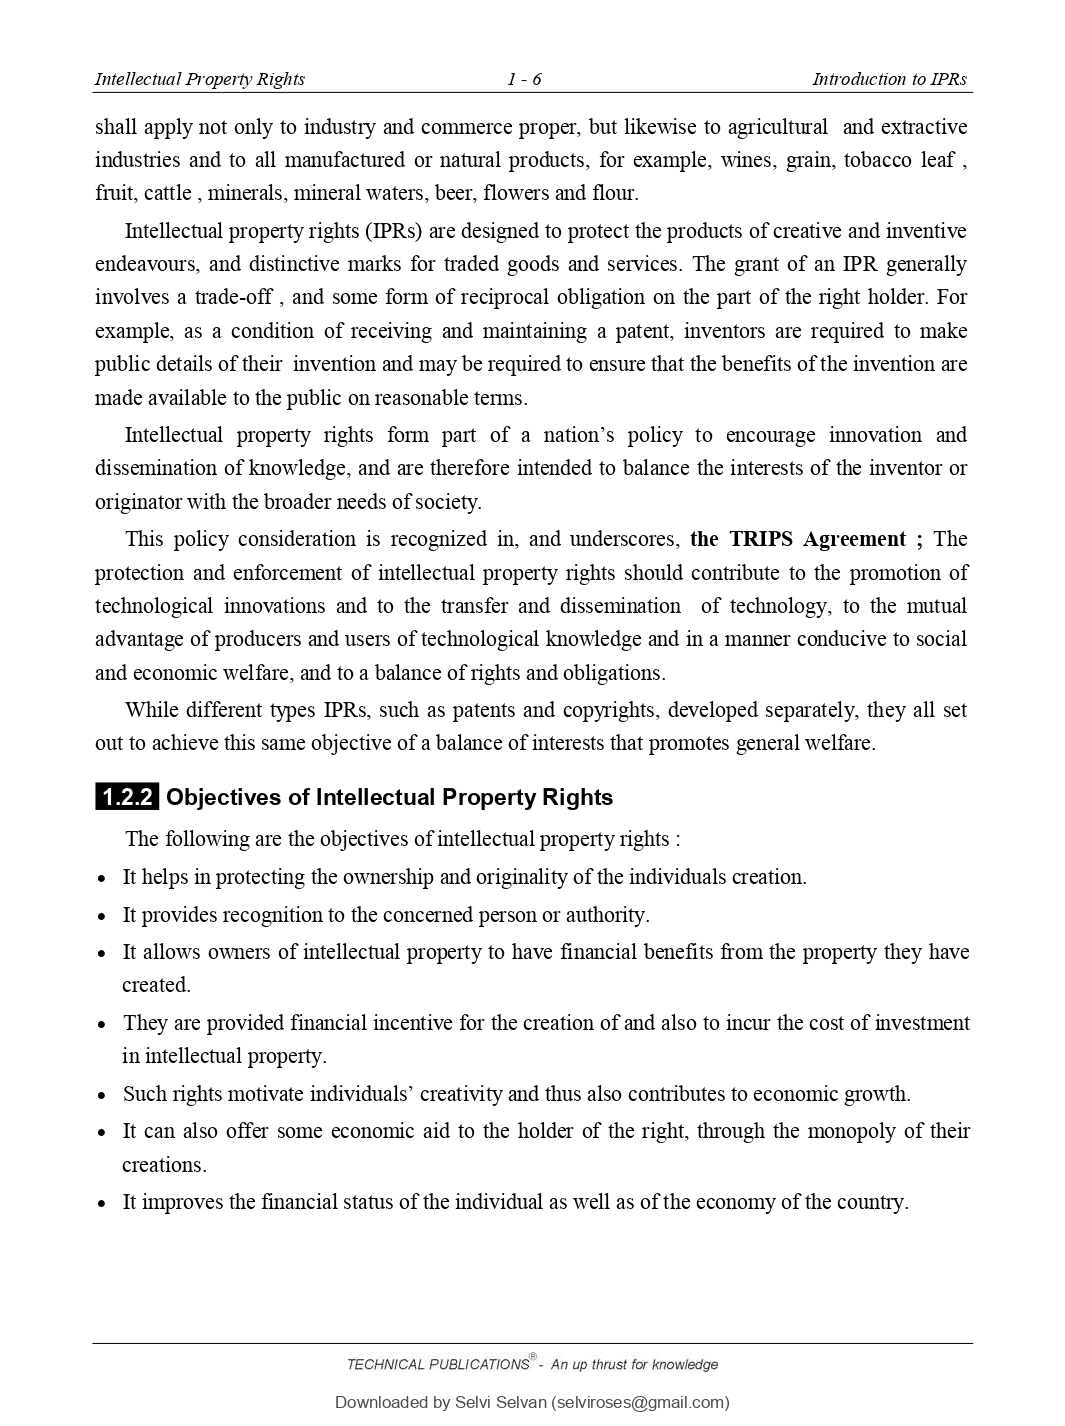 Intellectual Property Rights 1 - 6 Introduction to IPRs
shall apply not only to industry and commerce proper, but likewise to agricultural and extractive
industries and to all manufactured or natural products, for example, wines, grain, tobacco leaf ,
fruit, cattle , minerals, mineral waters, beer, flowers and flour.
Intellectual property rights (IPRs) are designed to protect the products of creative and inventive
endeavours, and distinctive marks for traded goods and services. The grant of an IPR generally
involves a trade-off , and some form of reciprocal obligation on the part of the right holder. For
example, as a condition of receiving and maintaining a patent, inventors are required to make
public details of their invention and may be required to ensure that the benefits of the invention are
made available to the public on reasonable terms.
Intellectual property rights form part of a nation’s policy to encourage innovation and
dissemination of knowledge, and are therefore intended to balance the interests of the inventor or
originator with the broader needs of society.
This policy consideration is recognized in, and underscores, the TRIPS Agreement ; The
protection and enforcement of intellectual property rights should contribute to the promotion of
technological innovations and to the transfer and dissemination of technology, to the mutual
advantage of producers and users of technological knowledge and in a manner conducive to social
and economic welfare, and to a balance of rights and obligations.
While different types IPRs, such as patents and copyrights, developed separately, they all set
out to achieve this same objective of a balance of interests that promotes general welfare.
1.2.2 Objectives of Intellectual Property Rights
The following are the objectives of intellectual property rights :
• It helps in protecting the ownership and originality of the individuals creation.
• It provides recognition to the concerned person or authority.
• It allows owners of intellectual property to have financial benefits from the property they have
created.
• They are provided financial incentive for the creation of and also to incur the cost of investment
in intellectual property.
• Such rights motivate individuals’ creativity and thus also contributes to economic growth.
• It can also offer some economic aid to the holder of the right, through the monopoly of their
creations.
• It improves the financial status of the individual as well as of the economy of the country.
TECHNICAL PUBLICATIONS® - An up thrust for knowledge
Downloaded by Selvi Selvan (selviroses@gmail.com)